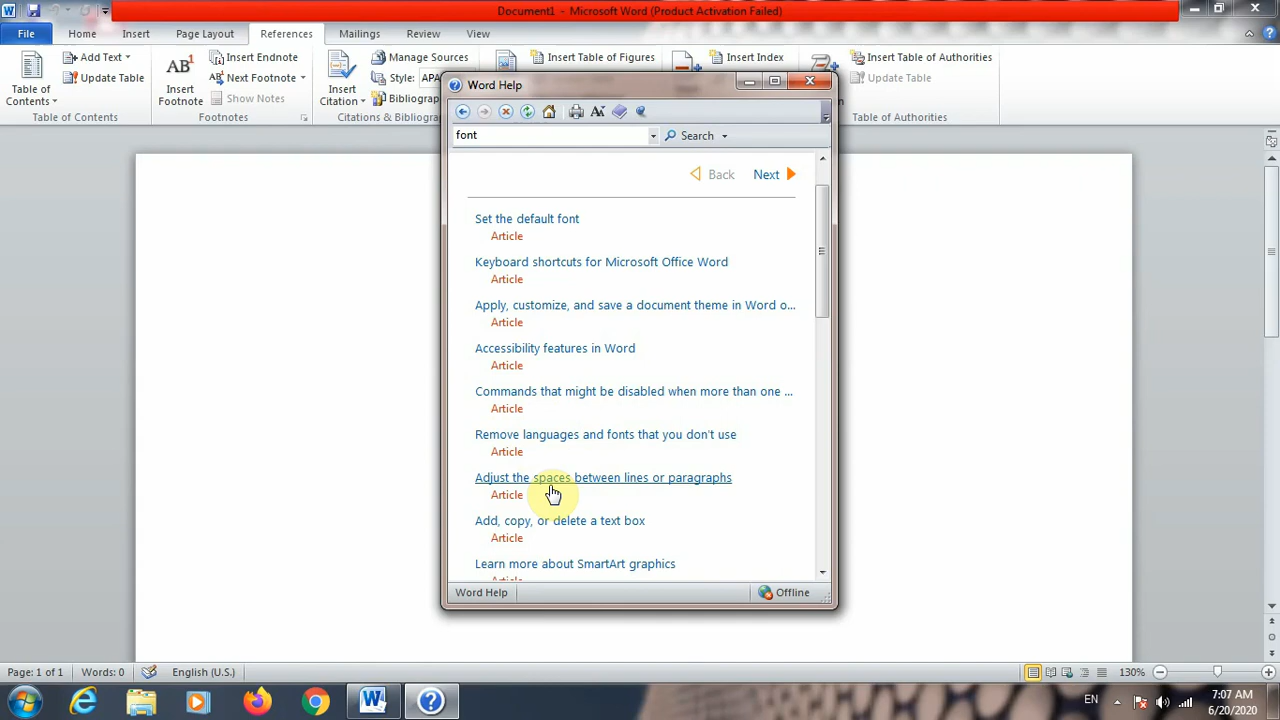 Document1 - Microsoft Word (Product Activation Failed)
File Home Insert Page Layout References Mailings Review View
Add Text Insert Endnote Manage Sources Insert Table of Figures Insert Index Insert Table of Authorities
Update Table Next Footnote Style: APA Update Table
Table of Contents Insert Footnote Show Notes Insert Citation Bibliograp
Table of Contents Footnotes Citations & Bibliograp Table of Authorities
Word Help
font Search
Back Next
Set the default font
Article
Keyboard shortcuts for Microsoft Office Word
Article
Apply, customize, and save a document theme in Word o...
Article
Accessibility features in Word
Article
Commands that might be disabled when more than one ...
Article
Remove languages and fonts that you don't use
Article
Adjust the spaces between lines or paragraphs
Article
Add, copy, or delete a text box
Article
Learn more about SmartArt graphics
Article
Word Help Offline
Page: 1 of 1 Words: 0 English (U.S.) 130%
EN 7:07 AM
6/20/2020